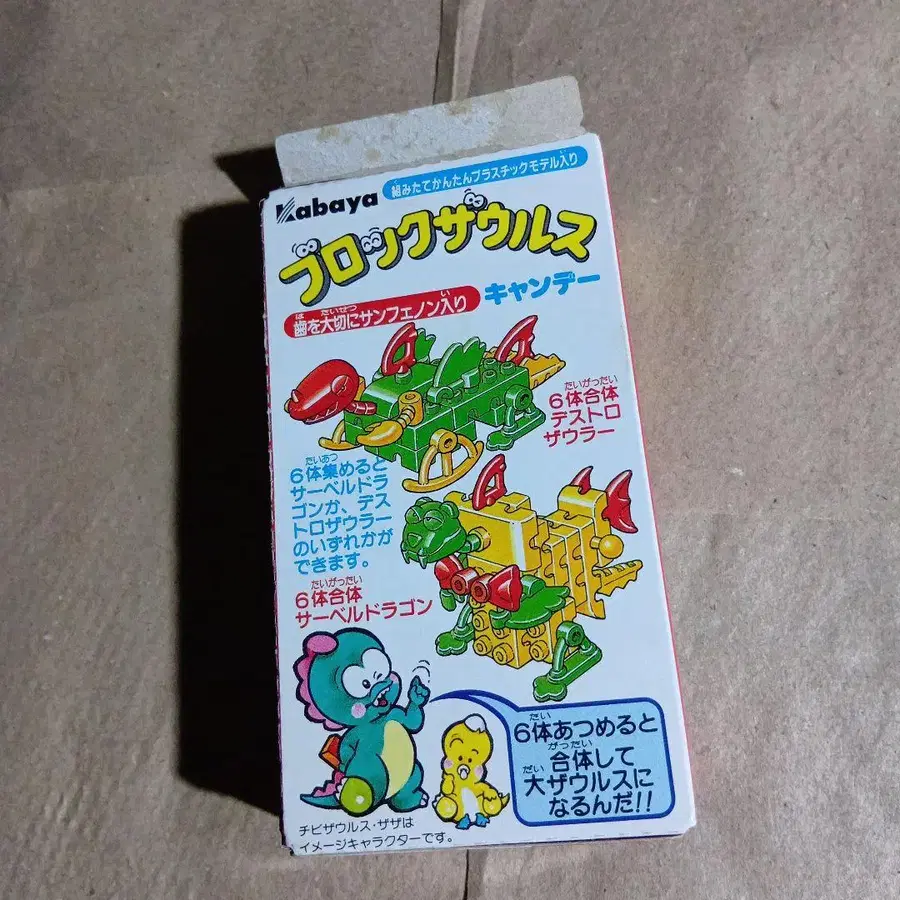 Kabaya
組みたてかんたんプラスチックモデル入り
ブロックザウルス
歯を大切にサンフェノン入り
キャンデー
6体合体
デストロ
ザウラー
6体集めると
サーベルドラ
ゴンか、デス
トロザウラー
のいずれかが
できます。
6体合体
サーベルドラゴン
6体あつめると
合体して
大ザウルスに
なるんだ!!
チビザウルス・ザザは
イメージキャラクターです。